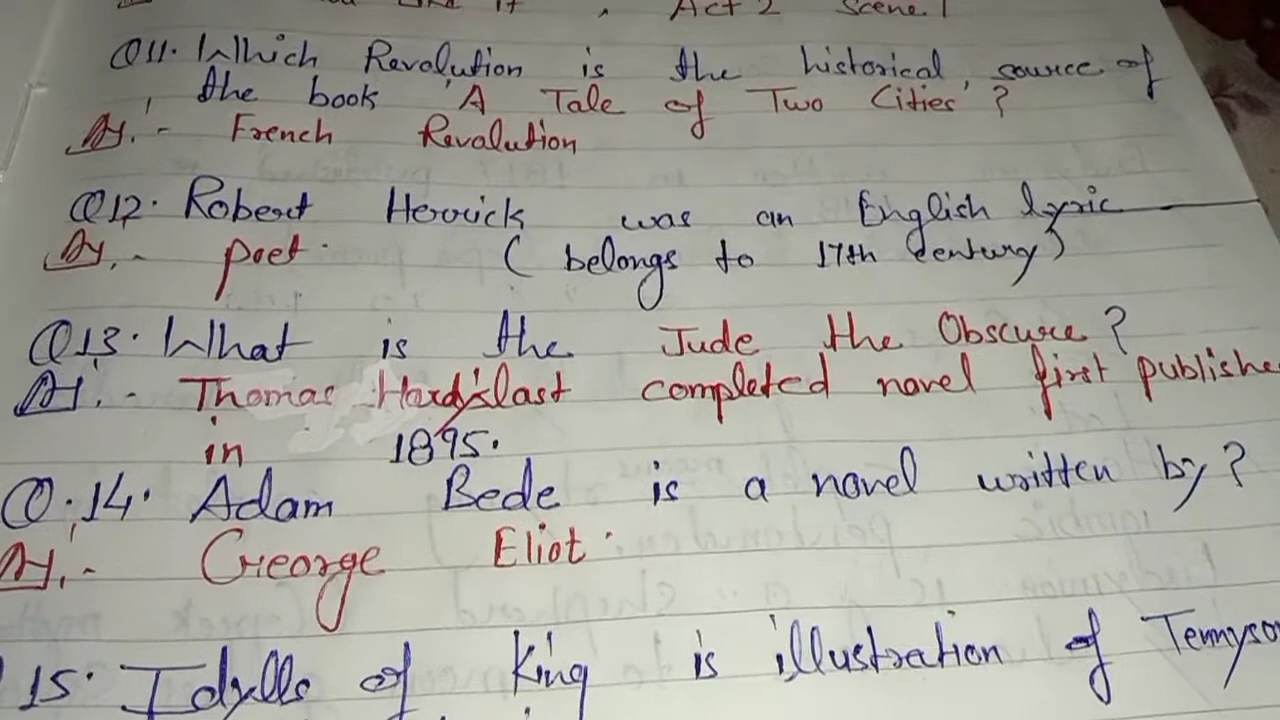 It, Act 2 Scene 1
Q11. Which Revolution is the historical source of
the book 'A Tale of Two Cities'?
A. :- French Revolution
Q12. Robert Herrick was an English lyric
A. :- poet. (belongs to 17th Century)
Q13. What is the Jude the Obscure?
A. :- Thomas Hardy's last completed novel first publishe
in 1895.
Q.14. Adam Bede is a novel written by?
A. :- George Eliot.
15. Idylls of King is illustration of Tennyson